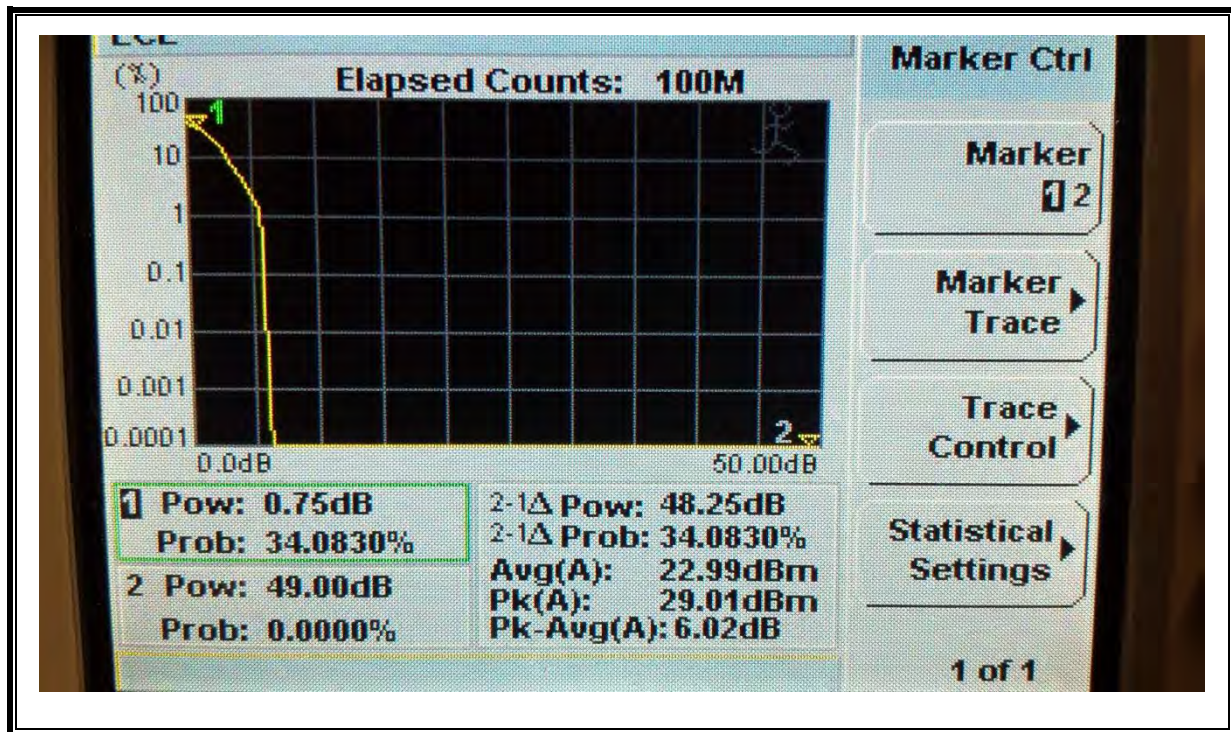 (%)
Elapsed Counts: 100M
100
10
1
0.1
0.01
0.001
0.0001
1
2
0.0dB
50.00dB
1 Pow: 0.75dB
Prob: 34.0830%
2 Pow: 49.00dB
Prob: 0.0000%
2-1Δ Pow: 48.25dB
2-1Δ Prob: 34.0830%
Avg(A): 22.99dBm
Pk(A): 29.01dBm
Pk-Avg(A): 6.02dB
Marker Ctrl
Marker
1 2
Marker
Trace
Trace
Control
Statistical
Settings
1 of 1